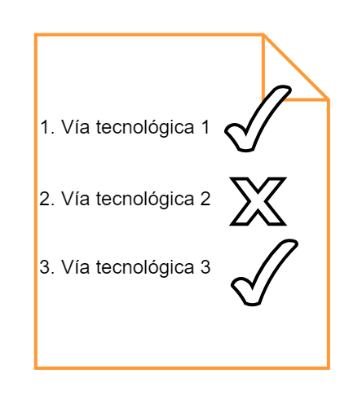 1. Vía tecnológica 1
2. Vía tecnológica 2
3. Vía tecnológica 3